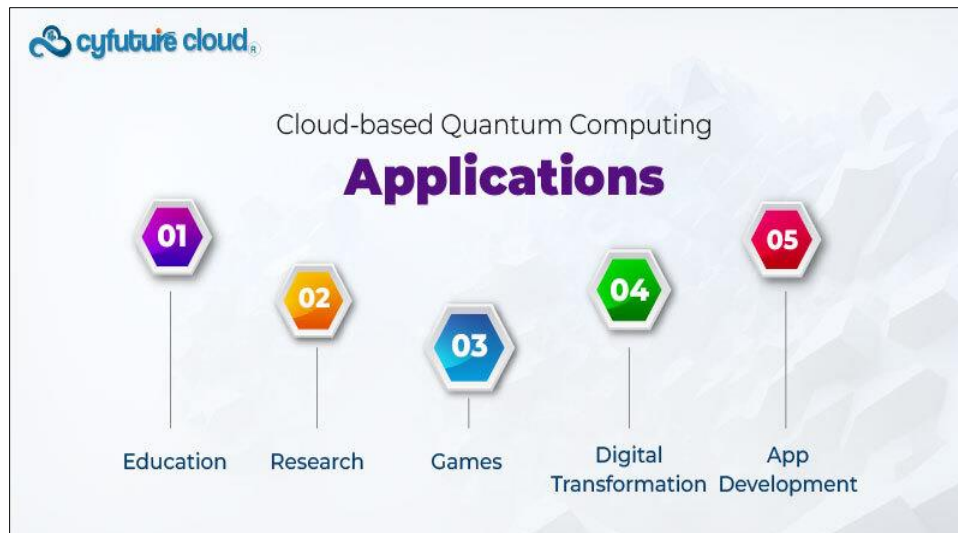 cyfuture cloud ®
Cloud-based Quantum Computing
Applications
01
02
03
04
05
Education
Research
Games
Digital
Transformation
App
Development